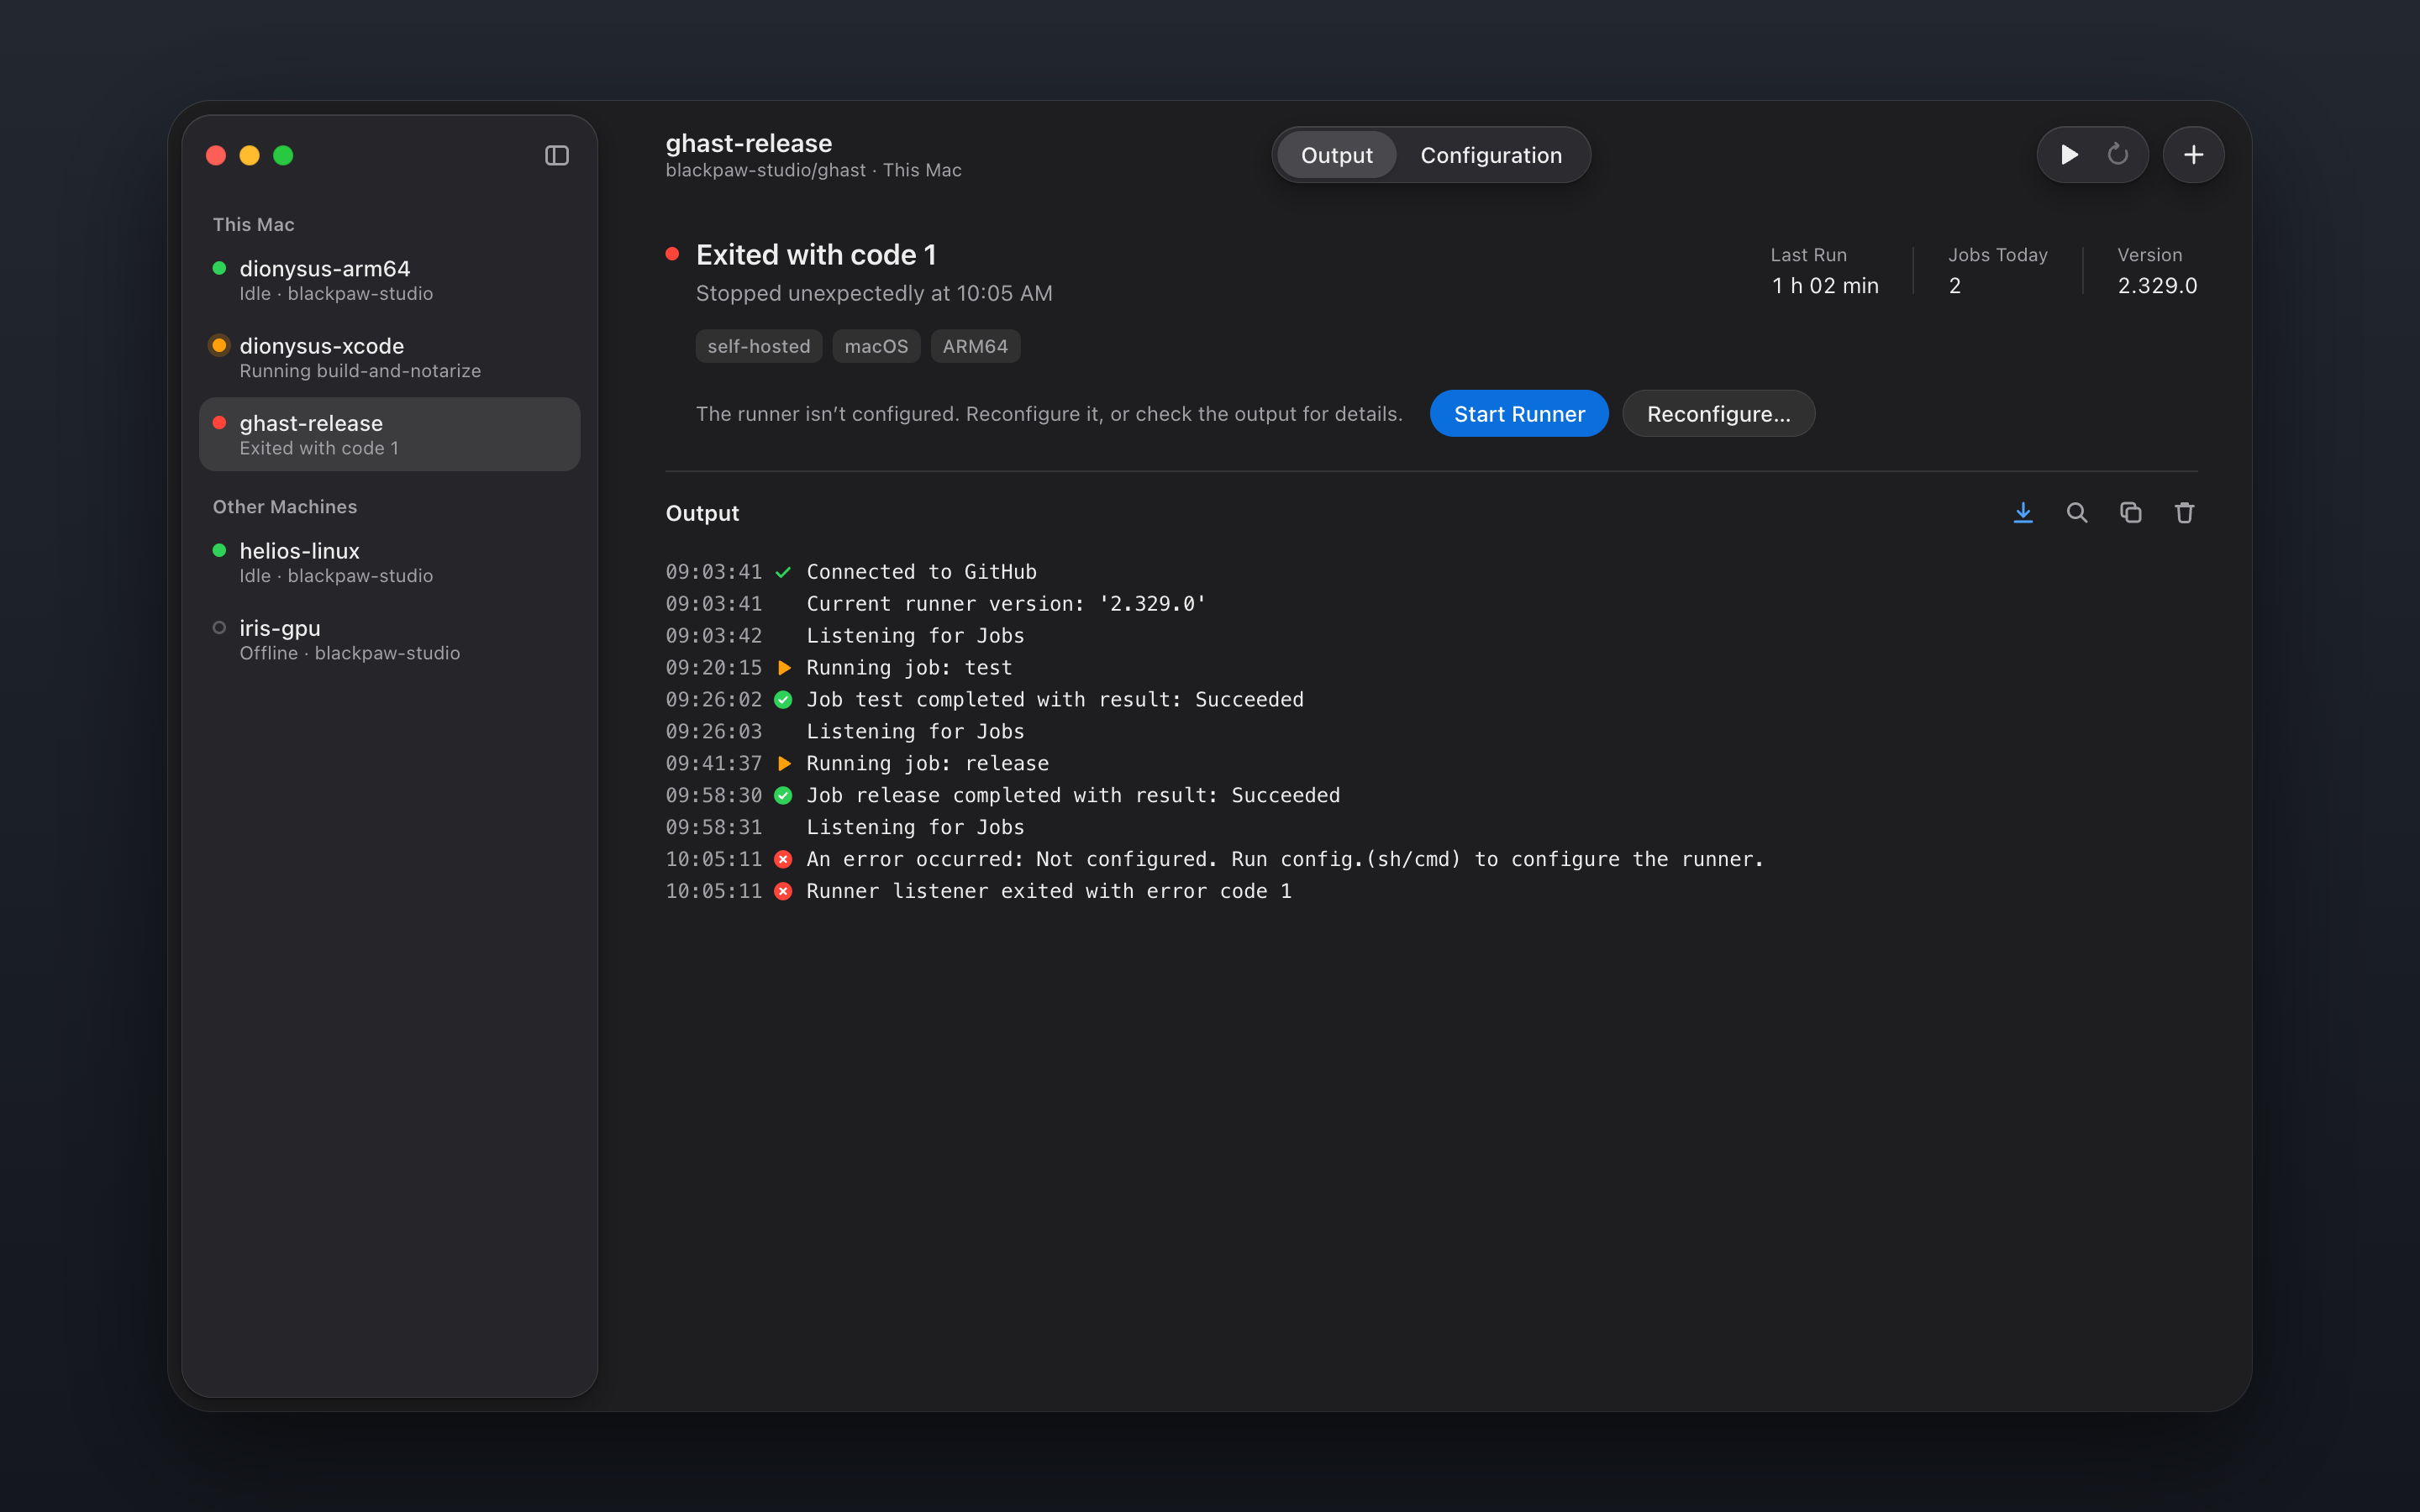 This Mac
dionysus-arm64
Idle · blackpaw-studio
dionysus-xcode
Running build-and-notarize
ghast-release
Exited with code 1
Other Machines
helios-linux
Idle · blackpaw-studio
iris-gpu
Offline · blackpaw-studio
ghast-release
blackpaw-studio/ghast · This Mac
Output
Configuration
Exited with code 1
Stopped unexpectedly at 10:05 AM
Last Run
1 h 02 min
Jobs Today
2
Version
2.329.0
self-hosted
macOS
ARM64
The runner isn’t configured. Reconfigure it, or check the output for details.
Start Runner
Reconfigure...
Output
09:03:41 Connected to GitHub
09:03:41 Current runner version: '2.329.0'
09:03:42 Listening for Jobs
09:20:15 Running job: test
09:26:02 Job test completed with result: Succeeded
09:26:03 Listening for Jobs
09:41:37 Running job: release
09:58:30 Job release completed with result: Succeeded
09:58:31 Listening for Jobs
10:05:11 An error occurred: Not configured. Run config.(sh/cmd) to configure the runner.
10:05:11 Runner listener exited with error code 1